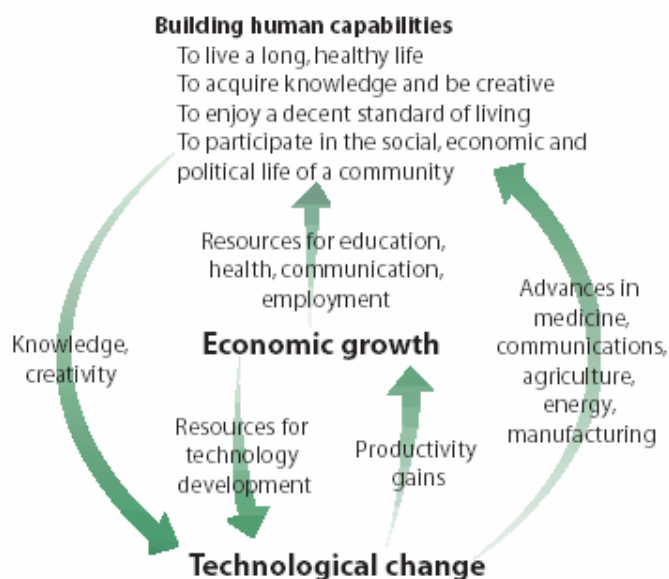 Building human capabilities
To live a long, healthy life
To acquire knowledge and be creative
To enjoy a decent standard of living
To participate in the social, economic and
political life of a community
Resources for education,
health, communication,
employment
Advances in
medicine,
communications,
agriculture,
energy,
manufacturing
Economic growth
Knowledge,
creativity
Resources for
technology
development
Productivity
gains
Technological change